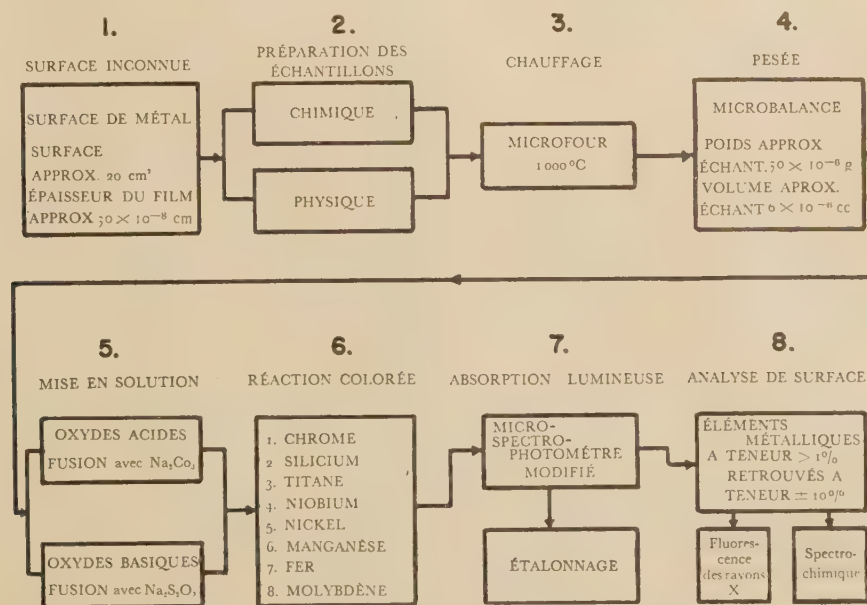 1.
SURFACE INCONNUE
SURFACE DE MÉTAL
SURFACE
APPROX. 20 cm²
ÉPAISSEUR DU FILM
APPROX 50 × 10⁻⁸ cm
2.
PRÉPARATION DES
ÉCHANTILLONS
CHIMIQUE
PHYSIQUE
3.
CHAUFFAGE
MICROFOUR
1 000 °C
4.
PESÉE
MICROBALANCE
POIDS APPROX
ÉCHANT. 50 × 10⁻⁶ g
VOLUME APROX.
ÉCHANT 6 × 10⁻⁶ cc
5.
MISE EN SOLUTION
OXYDES ACIDES
FUSION avec Na₂Co₃
OXYDES BASIQUES
FUSION avec Na₂S₂O₇
6.
RÉACTION COLORÉE
1. CHROME
2 SILICIUM
3. TITANE
4. NIOBIUM
5. NICKEL
6. MANGANÈSE
7. FER
8. MOLYBDÈNE
7.
ABSORPTION LUMINEUSE
MICRO-
SPECTRO-
PHOTOMÉTRE
MODIFIÉ
ÉTALONNAGE
8.
ANALYSE DE SURFACE
ÉLÉMENTS
MÉTALLIQUES
A TENEUR > 1%
RETROUVÉS A
TENEUR ± 10%
Fluores-
cence
des rayons
X
Spectro-
chimique